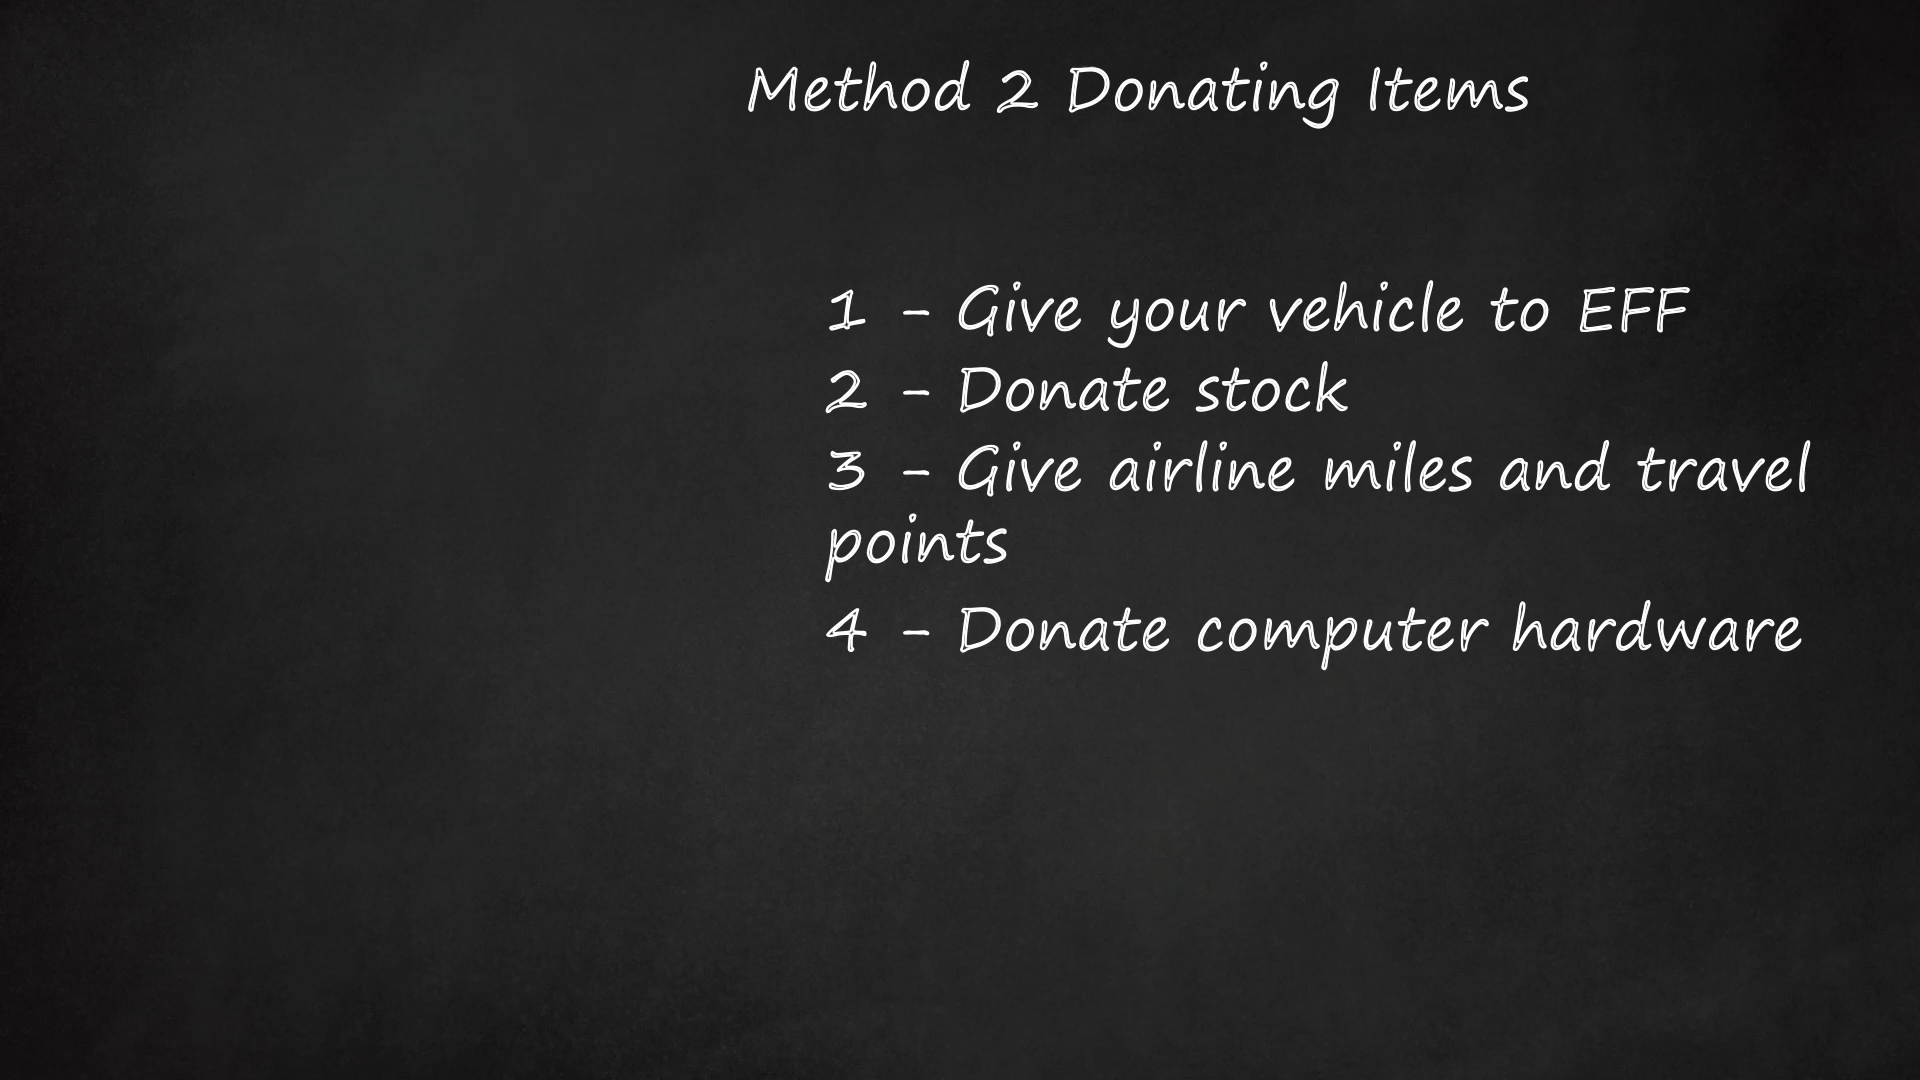 Method 2 Donating Items
1 - Give your vehicle to EFF
2 - Donate stock
3 - Give airline miles and travel
points
4 - Donate computer hardware